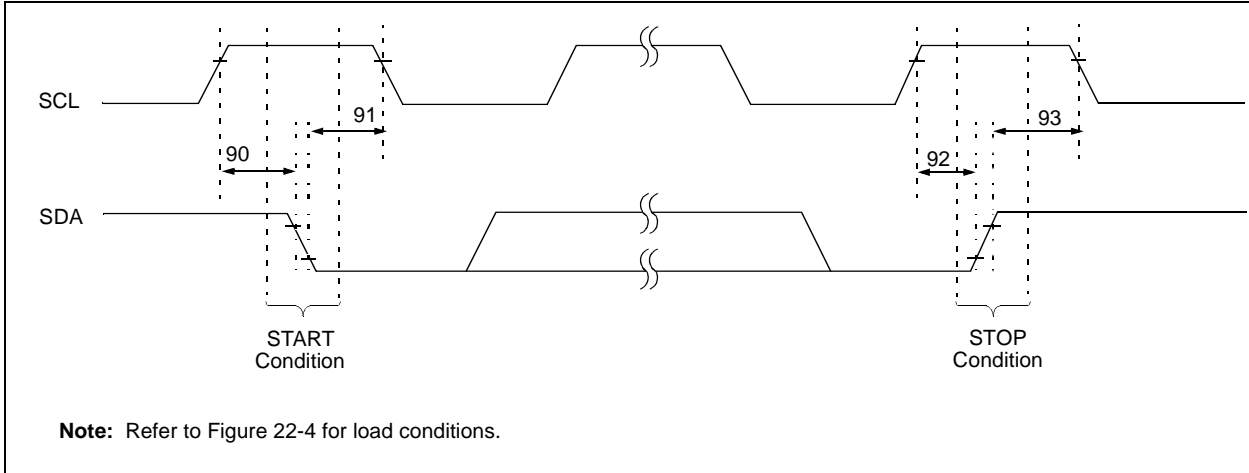 SCL
91
93
90
92
SDA
START
Condition
STOP
Condition
Note: Refer to Figure 22-4 for load conditions.